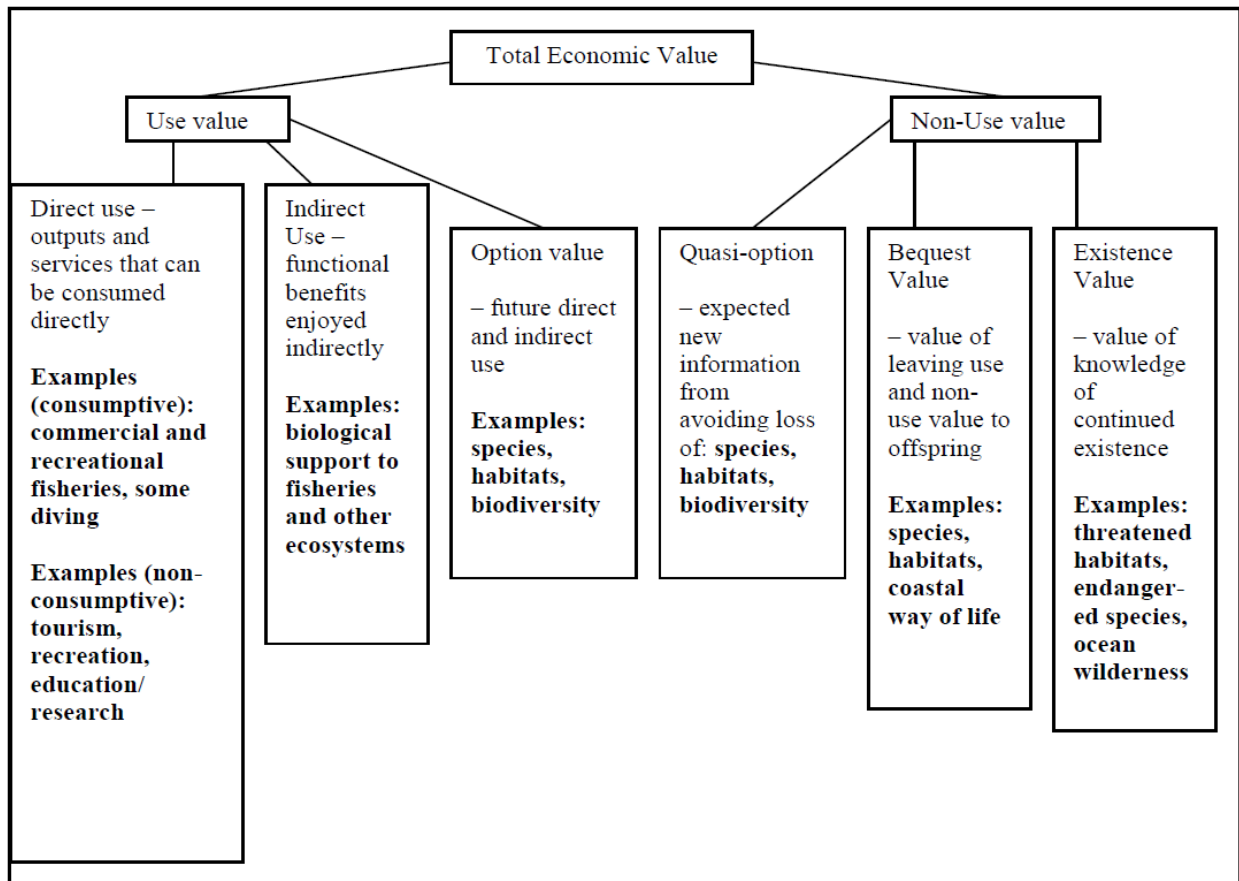 Total Economic Value
Use value
Non-Use value
Direct use –
outputs and
services that can
be consumed
directly
Examples
(consumptive):
commercial and
recreational
fisheries, some
diving
Examples (non-
consumptive):
tourism,
recreation,
education/
research
Indirect
Use –
functional
benefits
enjoyed
indirectly
Examples:
biological
support to
fisheries
and other
ecosystems
Option value
– future direct
and indirect
use
Examples:
species,
habitats,
biodiversity
Quasi-option
– expected
new
information
from
avoiding loss
of: species,
habitats,
biodiversity
Bequest
Value
– value of
leaving use
and non-
use value to
offspring
Examples:
species,
habitats,
coastal
way of life
Existence
Value
– value of
knowledge
of
continued
existence
Examples:
threatened
habitats,
endanger-
ed species,
ocean
wilderness